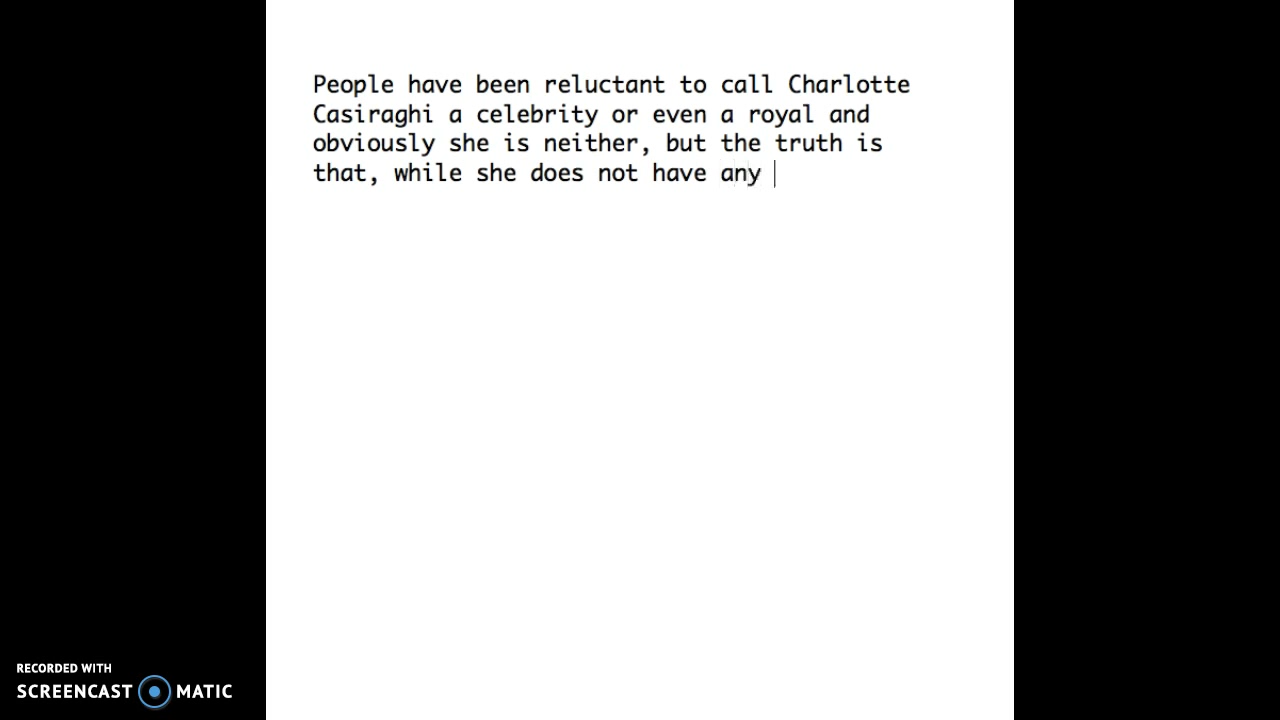 People have been reluctant to call Charlotte
Casiraghi a celebrity or even a royal and
obviously she is neither, but the truth is
that, while she does not have any
RECORDED WITH
SCREENCAST MATIC